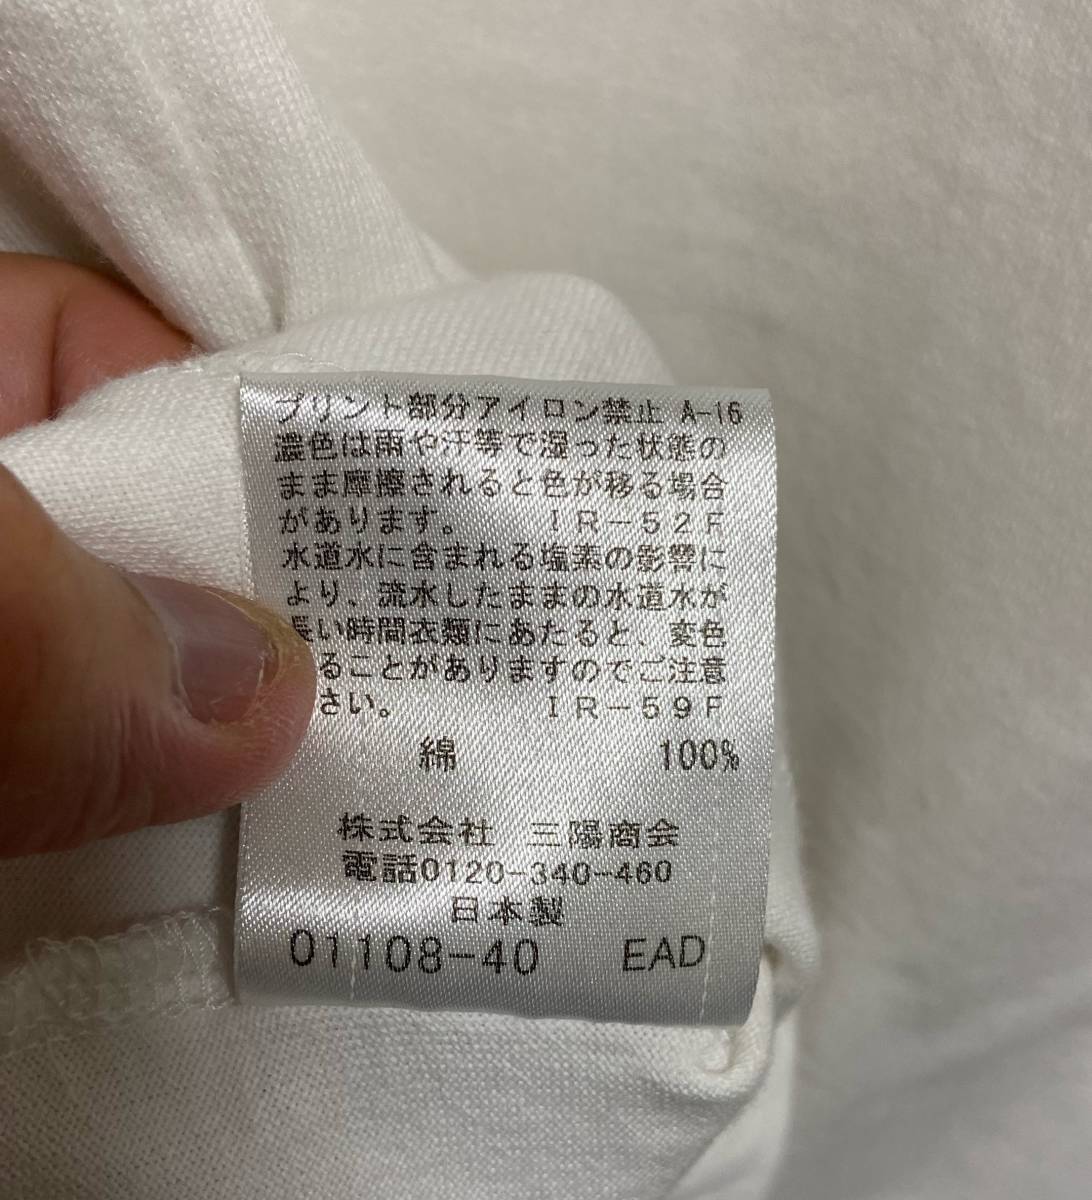 プリント部分アイロン禁止 A-16
濃色は雨や汗等で湿った状態の
まま摩擦されると色が移る場合
があります。 IR-52F
水道水に含まれる塩素の影響に
より、流水したままの水道水が
長い時間衣類にあたると、変色
ることがありますのでご注意
さい。 IR-59F
綿 100%
株式会社 三陽商会
電話0120-340-460
日本製
01108-40 EAD